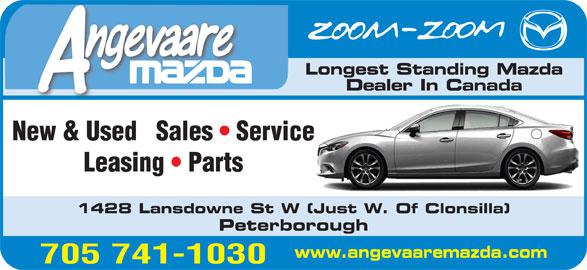 Angevaare
mazda
ZOOM-ZOOM
Longest Standing Mazda
Dealer In Canada
New & Used Sales • Service
Leasing • Parts
1428 Lansdowne St W (Just W. Of Clonsilla)
Peterborough
705 741-1030
www.angevaaremazda.com